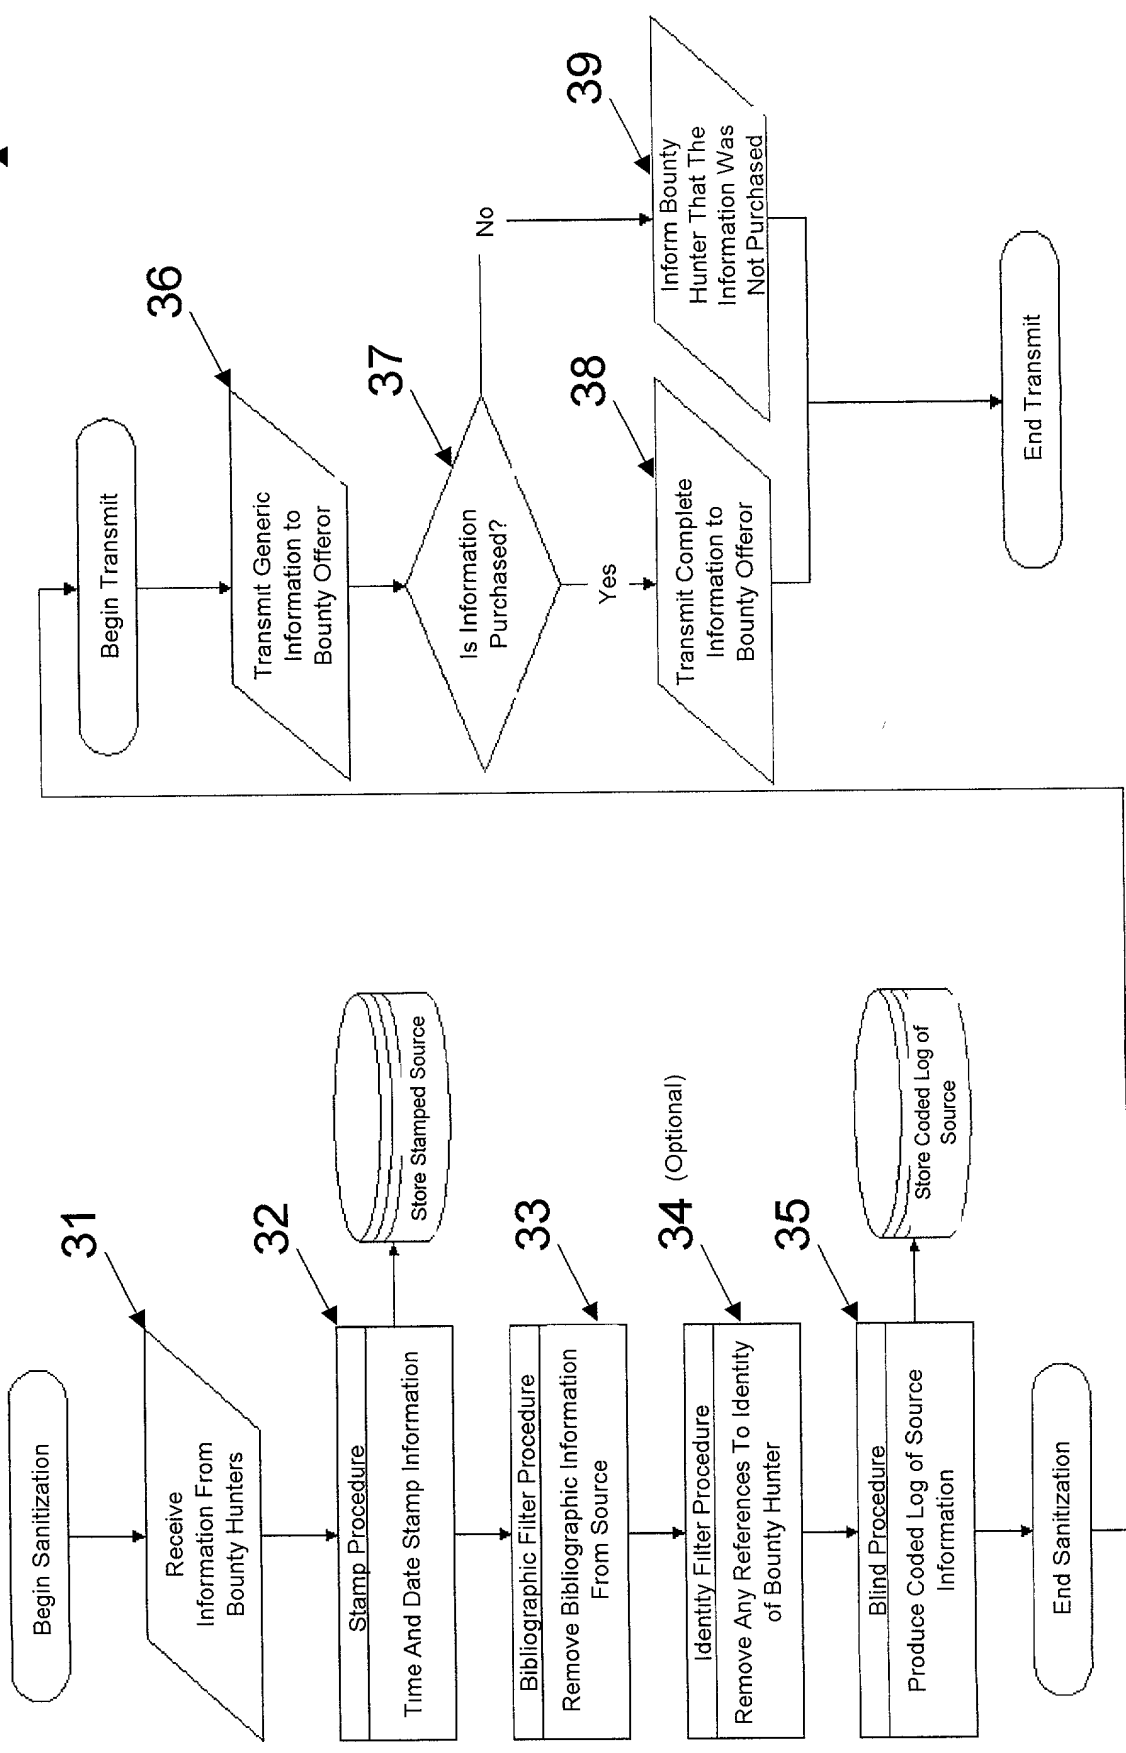 Begin Sanitization
31
Receive
Information From
Bounty Hunters
32
Stamp Procedure
Time And Date Stamp Information
Store Stamped Source
33
Bibliographic Filter Procedure
Remove Bibliographic Information
From Source
34 (Optional)
Identity Filter Procedure
Remove Any References To Identity
of Bounty Hunter
35
Blind Procedure
Produce Coded Log of Source
Information
Store Coded Log of
Source
End Sanitization
Begin Transmit
36
Transmit Generic
Information to
Bounty Offeror
37
Is Information
Purchased?
No
Yes
38
Transmit Complete
Information to
Bounty Offeror
39
Inform Bounty
Hunter That The
Information Was
Not Purchased
End Transmit